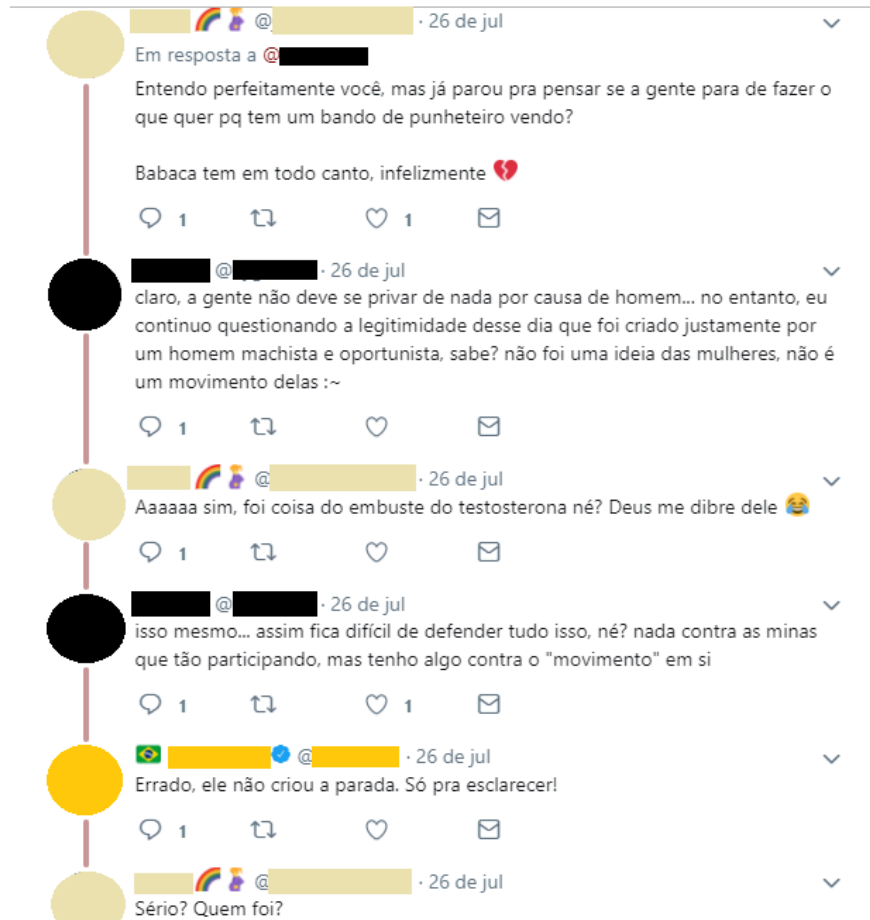 @ · 26 de jul
Em resposta a @
Entendo perfeitamente você, mas já parou pra pensar se a gente para de fazer o
que quer pq tem um bando de punheteiro vendo?
Babaca tem em todo canto, infelizmente 💔
1 1
@ · 26 de jul
claro, a gente não deve se privar de nada por causa de homem... no entanto, eu
continuo questionando a legitimidade desse dia que foi criado justamente por
um homem machista e oportunista, sabe? não foi uma ideia das mulheres, não é
um movimento delas :~
1
@ · 26 de jul
Aaaaaa sim, foi coisa do embuste do testosterona né? Deus me dibre dele 😂
1
@ · 26 de jul
isso mesmo... assim fica difícil de defender tudo isso, né? nada contra as minas
que tão participando, mas tenho algo contra o "movimento" em si
1 1
@ · 26 de jul
Errado, ele não criou a parada. Só pra esclarecer!
1
@ · 26 de jul
Sério? Quem foi?